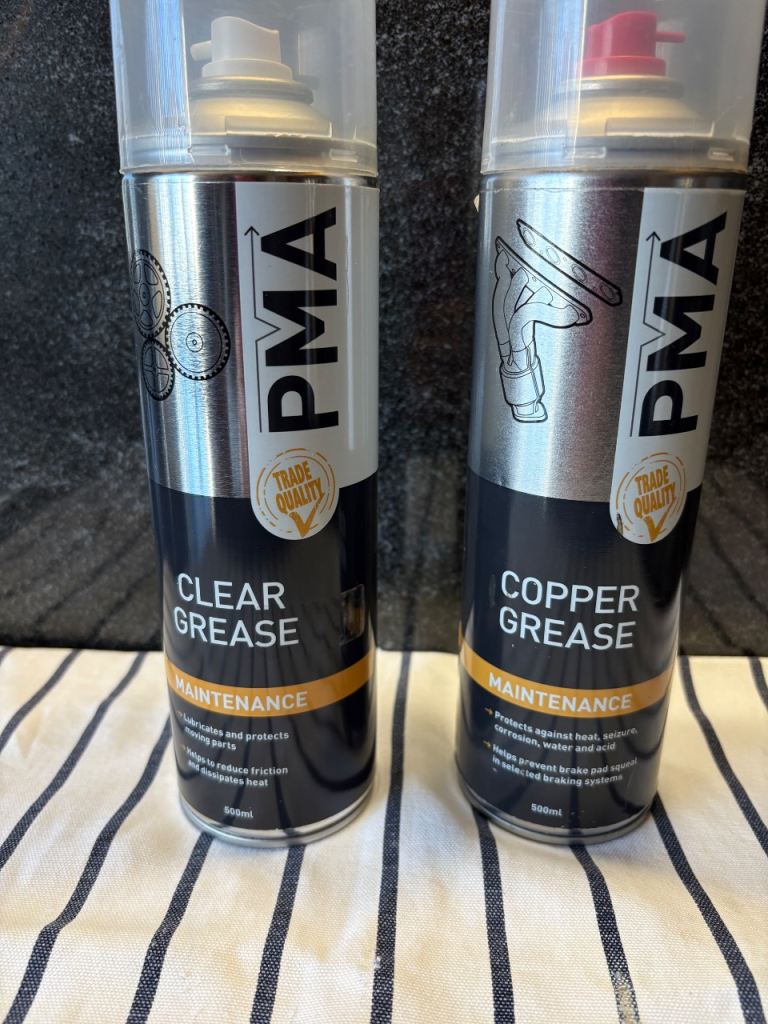 PMA
TRADE
QUALITY
CLEAR
GREASE
MAINTENANCE
Lubricates and protects
moving parts
Helps to reduce friction
and dissipates heat
500ml
PMA
TRADE
QUALITY
COPPER
GREASE
MAINTENANCE
Protects against heat, seizure,
corrosion, water and acid
Helps prevent brake pad squeal
in selected braking systems
500ml